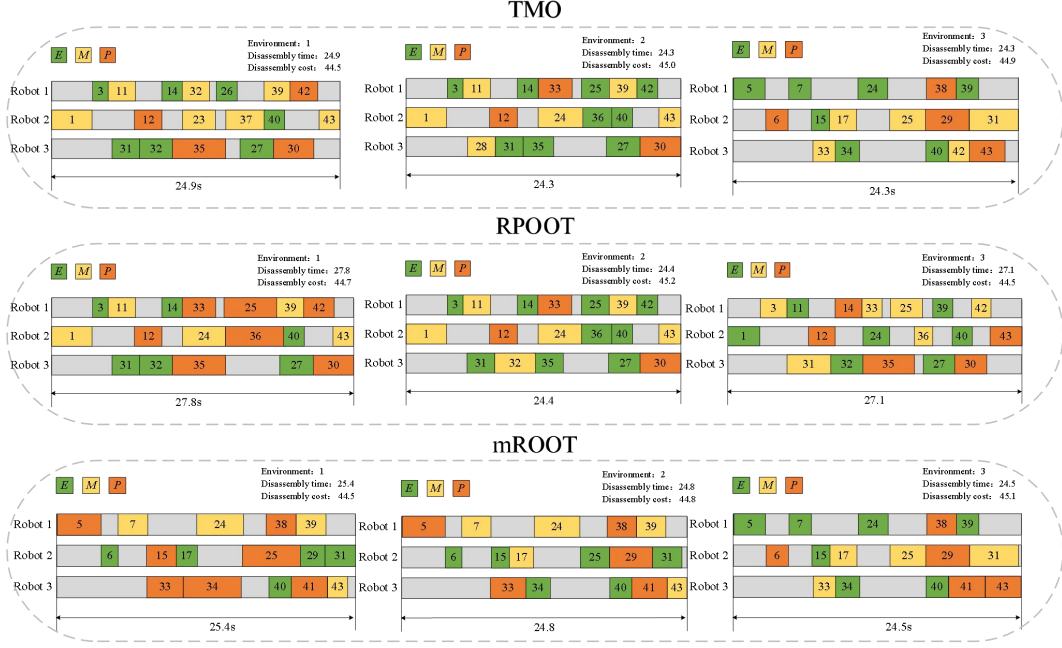 TMO
Environment: 1
Disassembly time: 24.9
Disassembly cost: 44.5
E M P
Robot 1 3 11 14 32 26 39 42
Robot 2 1 12 23 37 40 43
Robot 3 31 32 35 27 30
24.9s
Environment: 2
Disassembly time: 24.3
Disassembly cost: 45.0
E M P
Robot 1 3 11 14 33 25 39 42
Robot 2 1 12 24 36 40 43
Robot 3 28 31 35 27 30
24.3
Environment: 3
Disassembly time: 24.3
Disassembly cost: 44.9
E M P
Robot 1 5 7 24 38 39
Robot 2 6 15 17 25 29 31
Robot 3 33 34 40 42 43
24.3s
RPOOT
Environment: 1
Disassembly time: 27.8
Disassembly cost: 44.7
E M P
Robot 1 3 11 14 33 25 39 42
Robot 2 1 12 24 36 40 43
Robot 3 31 32 35 27 30
27.8s
Environment: 2
Disassembly time: 24.4
Disassembly cost: 45.2
E M P
Robot 1 3 11 14 33 25 39 42
Robot 2 1 12 24 36 40 43
Robot 3 31 32 35 27 30
24.4
Environment: 3
Disassembly time: 27.1
Disassembly cost: 44.5
E M P
Robot 1 3 11 14 33 25 39 42
Robot 2 1 12 24 36 40 43
Robot 3 31 32 35 27 30
27.1
mROOT
Environment: 1
Disassembly time: 25.4
Disassembly cost: 44.5
E M P
Robot 1 5 7 24 38 39
Robot 2 6 15 17 25 29 31
Robot 3 33 34 40 41 43
25.4s
Environment: 2
Disassembly time: 24.8
Disassembly cost: 44.8
E M P
Robot 1 5 7 24 38 39
Robot 2 6 15 17 25 29 31
Robot 3 33 34 40 41 43
24.8
Environment: 3
Disassembly time: 24.5
Disassembly cost: 45.1
E M P
Robot 1 5 7 24 38 39
Robot 2 6 15 17 25 29 31
Robot 3 33 34 40 41 43
24.5s